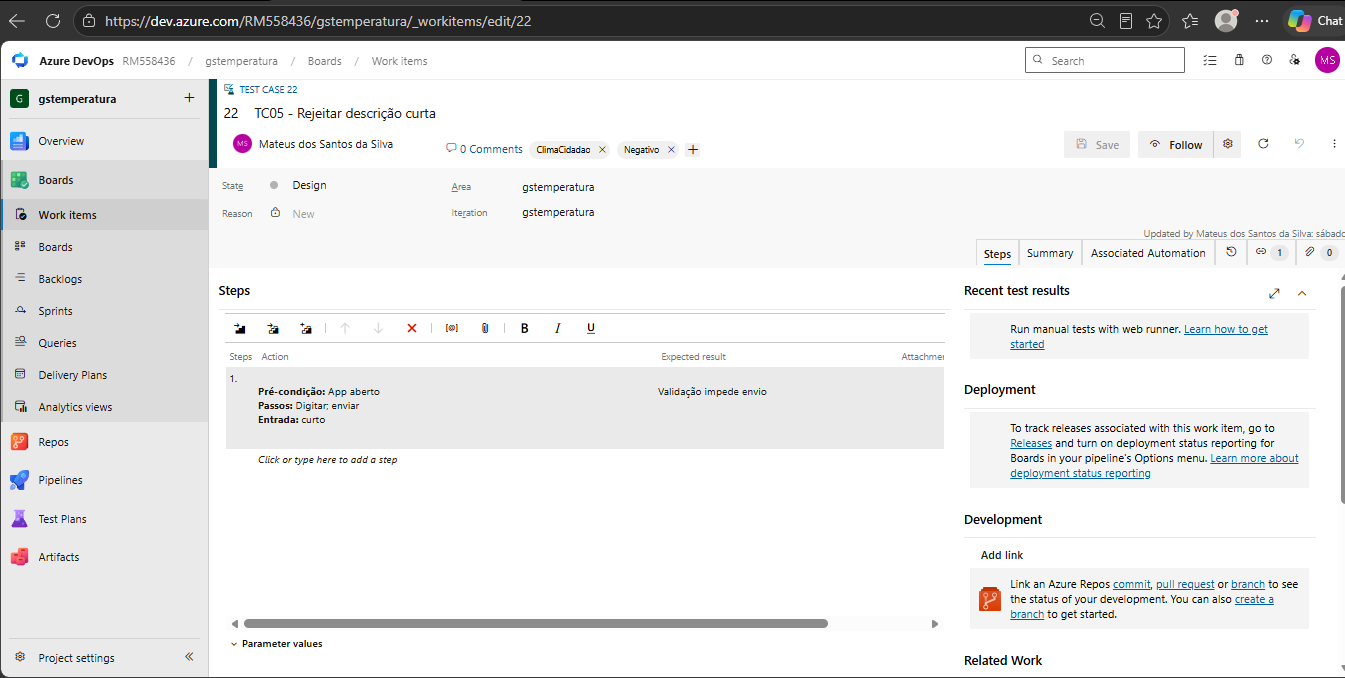 https://dev.azure.com/RM558436/gstemperatura/_workitems/edit/22
Chat
Azure DevOps RM558436 / gstemperatura / Boards / Work items
Search
MS
G gstemperatura +
Overview
Boards
Work items
Boards
Backlogs
Sprints
Queries
Delivery Plans
Analytics views
Repos
Pipelines
Test Plans
Artifacts
Project settings
TEST CASE 22
22 TC05 - Rejeitar descrição curta
MS Mateus dos Santos da Silva
0 Comments
ClimaCidadao
Negativo
Save
Follow
State Design
Area gstemperatura
Reason New
Iteration gstemperatura
Updated by Mateus dos Santos da Silva: sábado
Steps
Summary
Associated Automation
1
0
Steps
[@] B I U
Steps Action Expected result Attachmen
1.
Pré-condição: App aberto Validação impede envio
Passos: Digitar; enviar
Entrada: curto
Click or type here to add a step
Parameter values
Recent test results
Run manual tests with web runner. Learn how to get
started
Deployment
To track releases associated with this work item, go to
Releases and turn on deployment status reporting for
Boards in your pipeline's Options menu. Learn more about
deployment status reporting
Development
Add link
Link an Azure Repos commit, pull request or branch to see
the status of your development. You can also create a
branch to get started.
Related Work